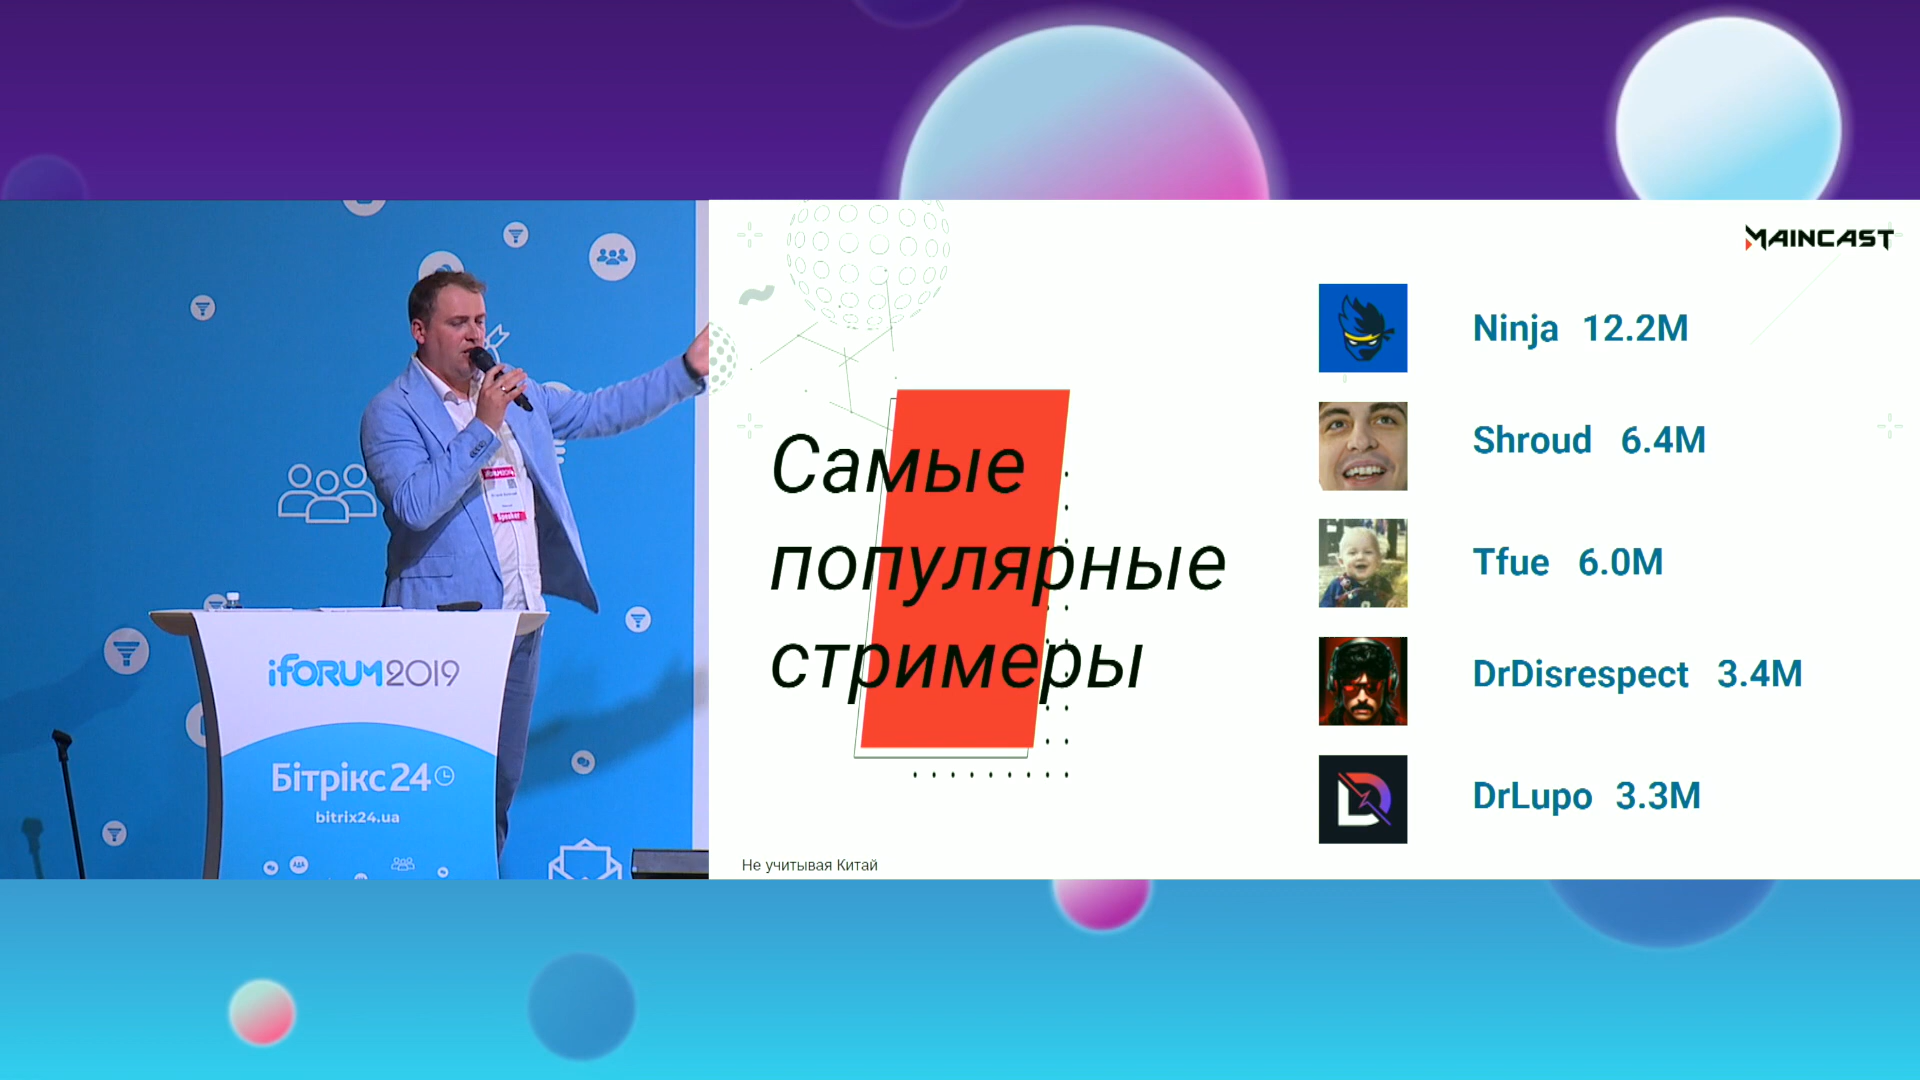 iFORUM2019
Бітрікс24
bitrix24.ua
Speaker
MAINCAST
Самые
популярные
стримеры
Ninja 12.2M
Shroud 6.4M
Tfue 6.0M
DrDisrespect 3.4M
DrLupo 3.3M
Не учитывая Китай